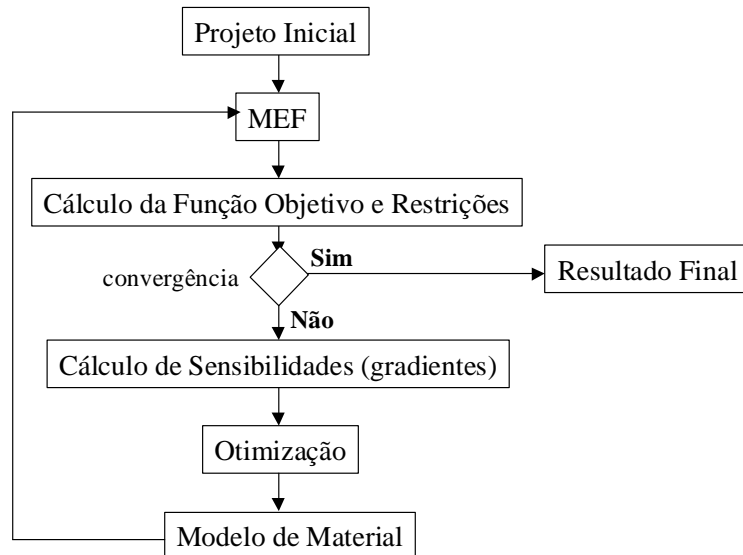 Projeto Inicial
MEF
Cálculo da Função Objetivo e Restrições
Sim
convergência
Resultado Final
Não
Cálculo de Sensibilidades (gradientes)
Otimização
Modelo de Material